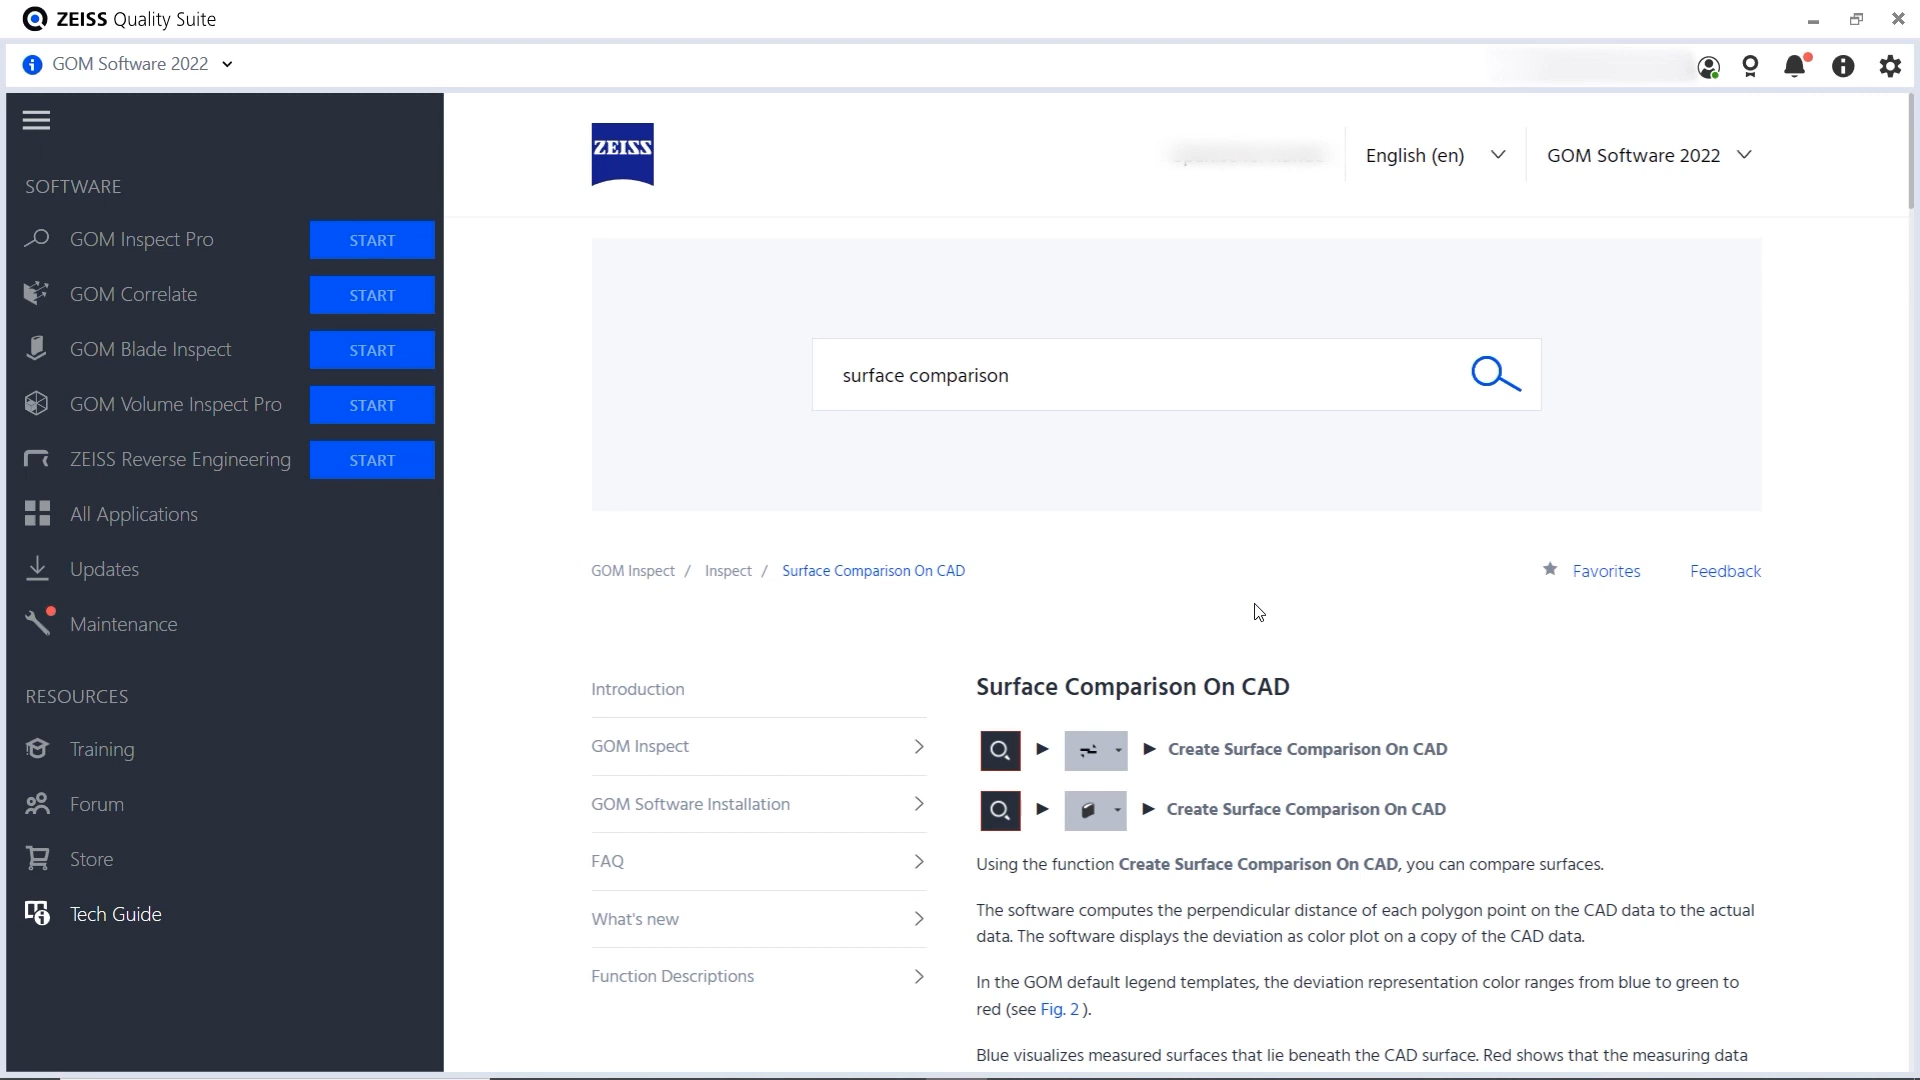 ZEISS Quality Suite
GOM Software 2022
SOFTWARE
GOM Inspect Pro START
GOM Correlate START
GOM Blade Inspect START
GOM Volume Inspect Pro START
ZEISS Reverse Engineering START
All Applications
Updates
Maintenance
RESOURCES
Training
Forum
Store
Tech Guide
ZEISS
English (en)
GOM Software 2022
surface comparison
GOM Inspect / Inspect / Surface Comparison On CAD
Favorites
Feedback
Introduction
GOM Inspect
GOM Software Installation
FAQ
What's new
Function Descriptions
Surface Comparison On CAD
Create Surface Comparison On CAD
Create Surface Comparison On CAD
Using the function Create Surface Comparison On CAD, you can compare surfaces.
The software computes the perpendicular distance of each polygon point on the CAD data to the actual
data. The software displays the deviation as color plot on a copy of the CAD data.
In the GOM default legend templates, the deviation representation color ranges from blue to green to
red (see Fig. 2 ).
Blue visualizes measured surfaces that lie beneath the CAD surface. Red shows that the measuring data